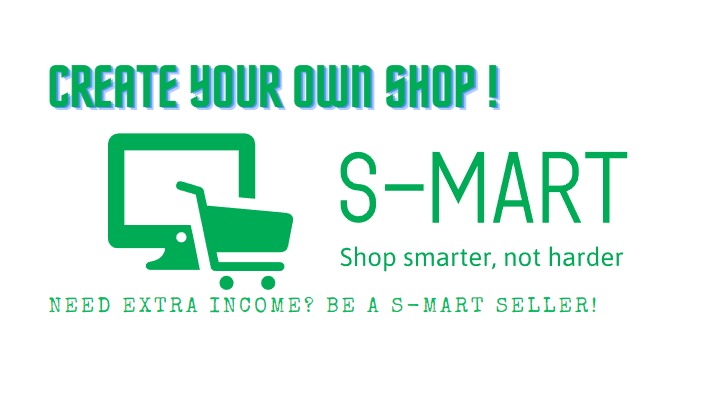 CREATE YOUR OWN SHOP !
S-MART
Shop smarter, not harder
NEED EXTRA INCOME? BE A S-MART SELLER!